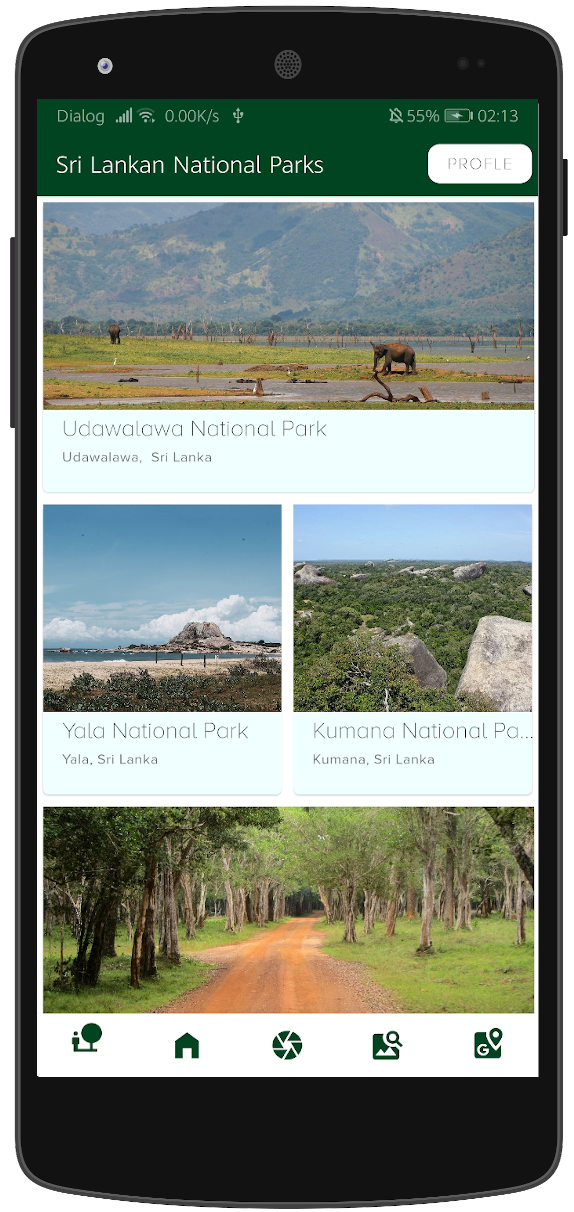 Dialog 0.00K/s 55% 02:13
Sri Lankan National Parks
PROFLE
Udawalawa National Park
Udawalawa, Sri Lanka
Yala National Park
Yala, Sri Lanka
Kumana National Pa...
Kumana, Sri Lanka
G